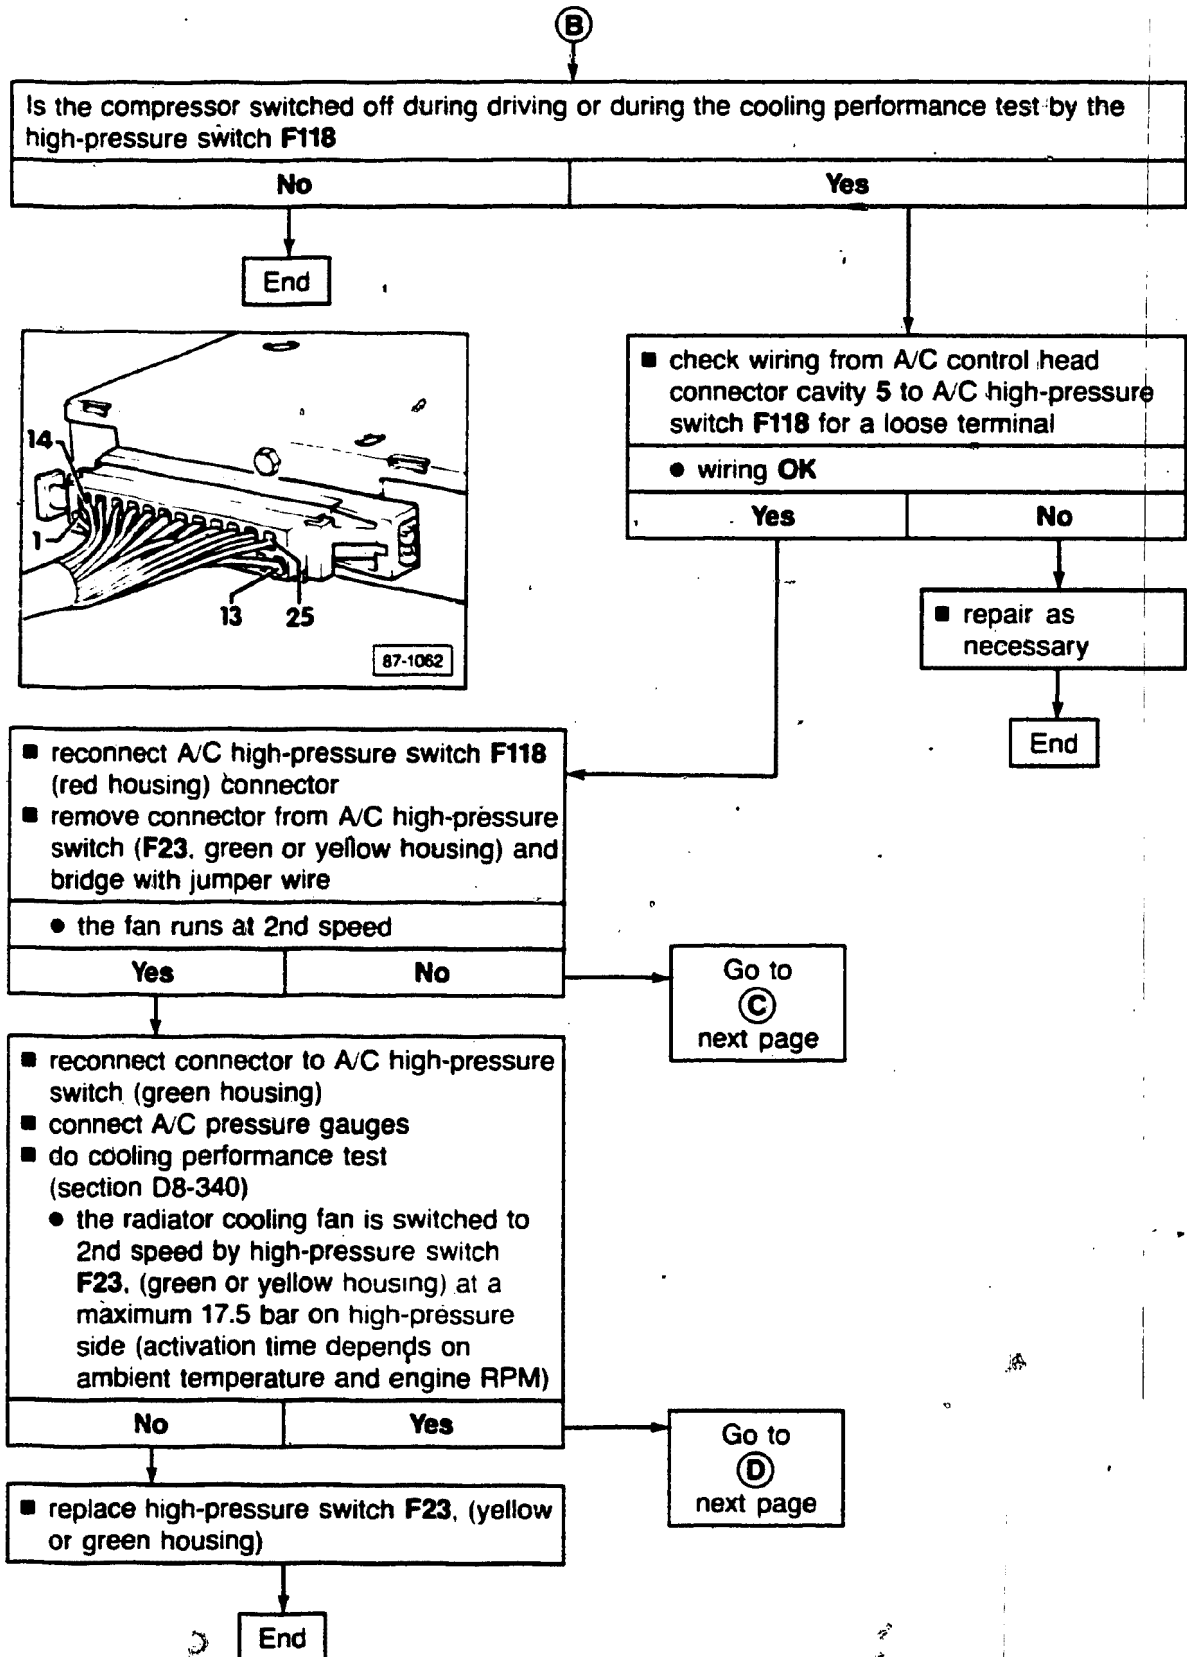 B
Is the compressor switched off during driving or during the cooling performance test by the
high-pressure switch F118
No
Yes
End
■ check wiring from A/C control head
connector cavity 5 to A/C high-pressure
switch F118 for a loose terminal
● wiring OK
Yes
No
■ repair as
necessary
End
14
1
13
25
87-1062
■ reconnect A/C high-pressure switch F118
(red housing) connector
■ remove connector from A/C high-pressure
switch (F23, green or yellow housing) and
bridge with jumper wire
● the fan runs at 2nd speed
Yes
No
Go to
C
next page
■ reconnect connector to A/C high-pressure
switch (green housing)
■ connect A/C pressure gauges
■ do cooling performance test
(section D8-340)
● the radiator cooling fan is switched to
2nd speed by high-pressure switch
F23, (green or yellow housing) at a
maximum 17.5 bar on high-pressure
side (activation time depends on
ambient temperature and engine RPM)
No
Yes
Go to
D
next page
■ replace high-pressure switch F23, (yellow
or green housing)
End